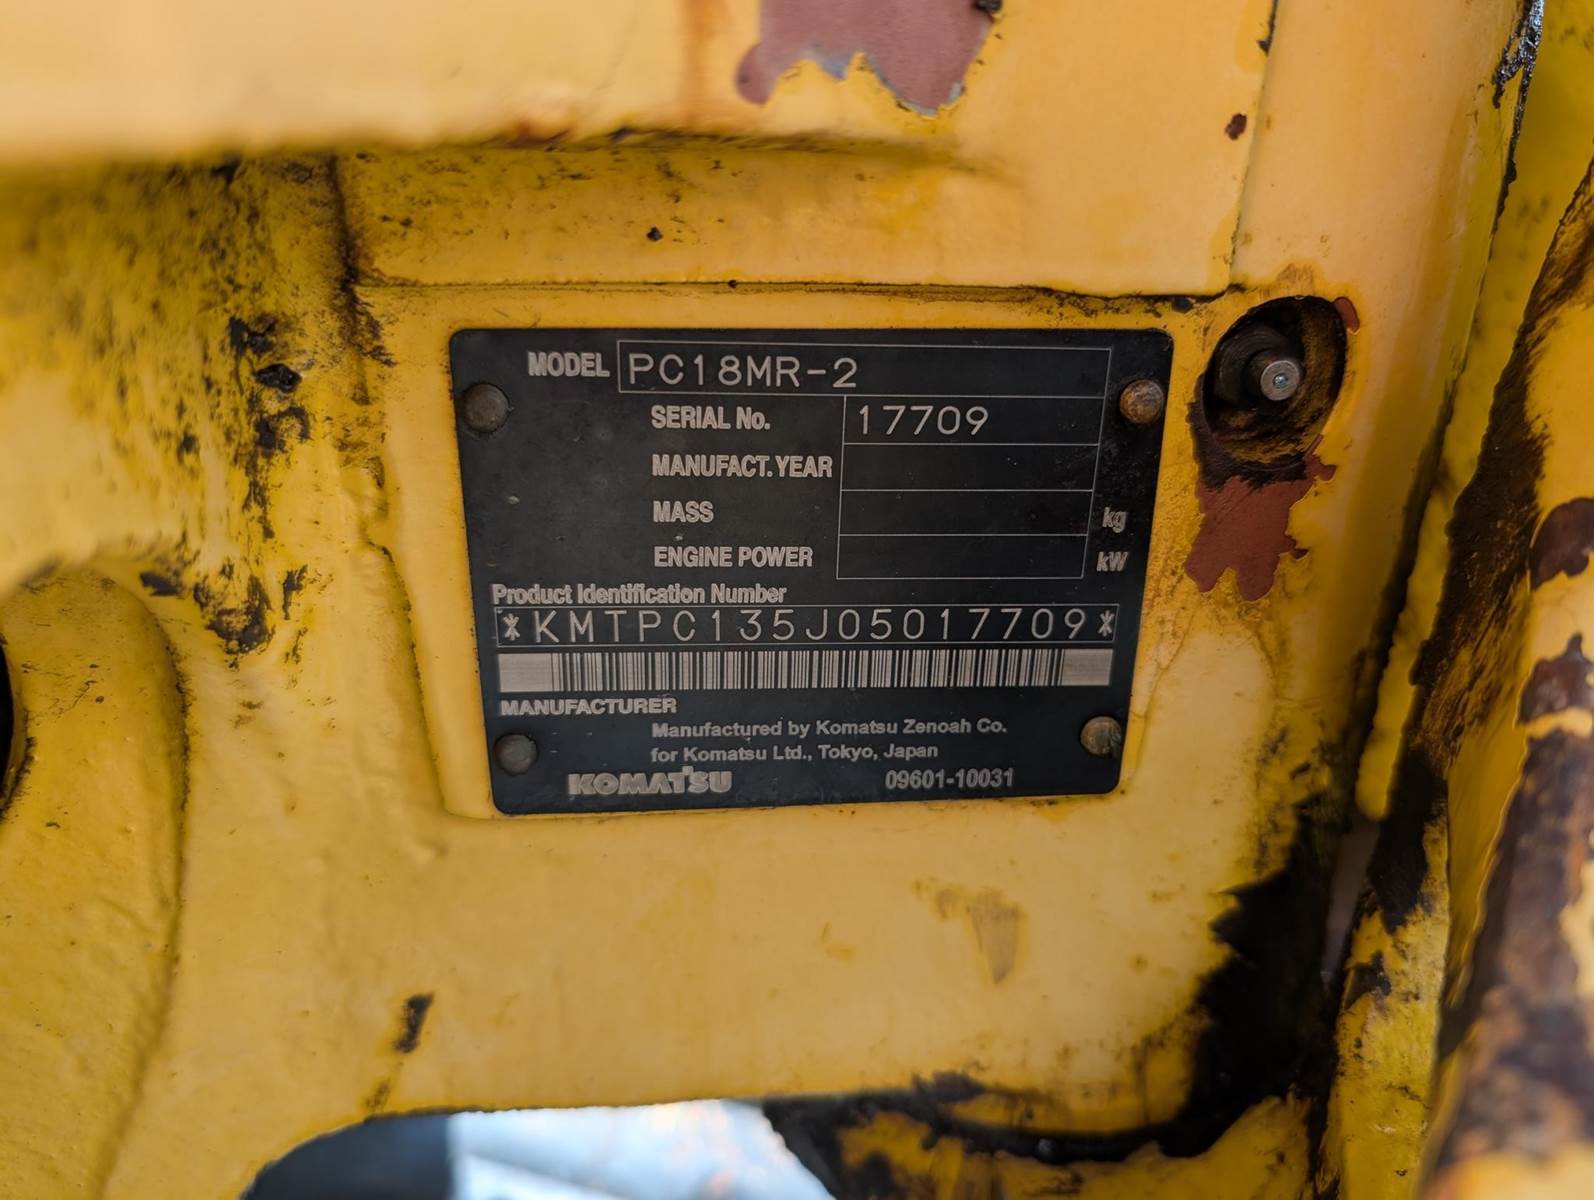 MODEL PC18MR-2
SERIAL No. 17709
MANUFACT. YEAR
MASS kg
ENGINE POWER kW
Product Identification Number
*KMTPC135J05017709*
MANUFACTURER
Manufactured by Komatsu Zenoah Co.
for Komatsu Ltd., Tokyo, Japan
KOMATSU 09601-10031